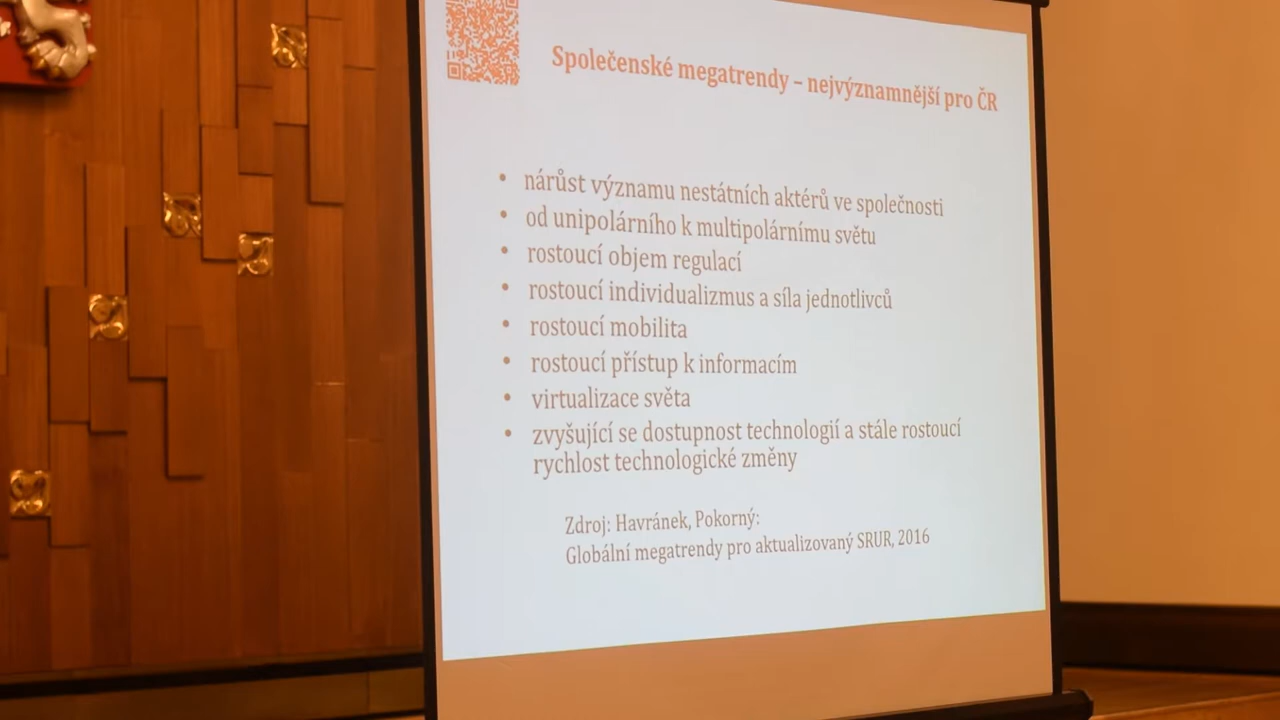 Společenské megatrendy – nejvýznamnější pro ČR
• nárůst významu nestátních aktérů ve společnosti
• od unipolárního k multipolárnímu světu
• rostoucí objem regulací
• rostoucí individualizmus a síla jednotlivců
• rostoucí mobilita
• rostoucí přístup k informacím
• virtualizace světa
• zvyšující se dostupnost technologií a stále rostoucí
rychlost technologické změny
Zdroj: Havránek, Pokorný:
Globální megatrendy pro aktualizovaný SRUR, 2016